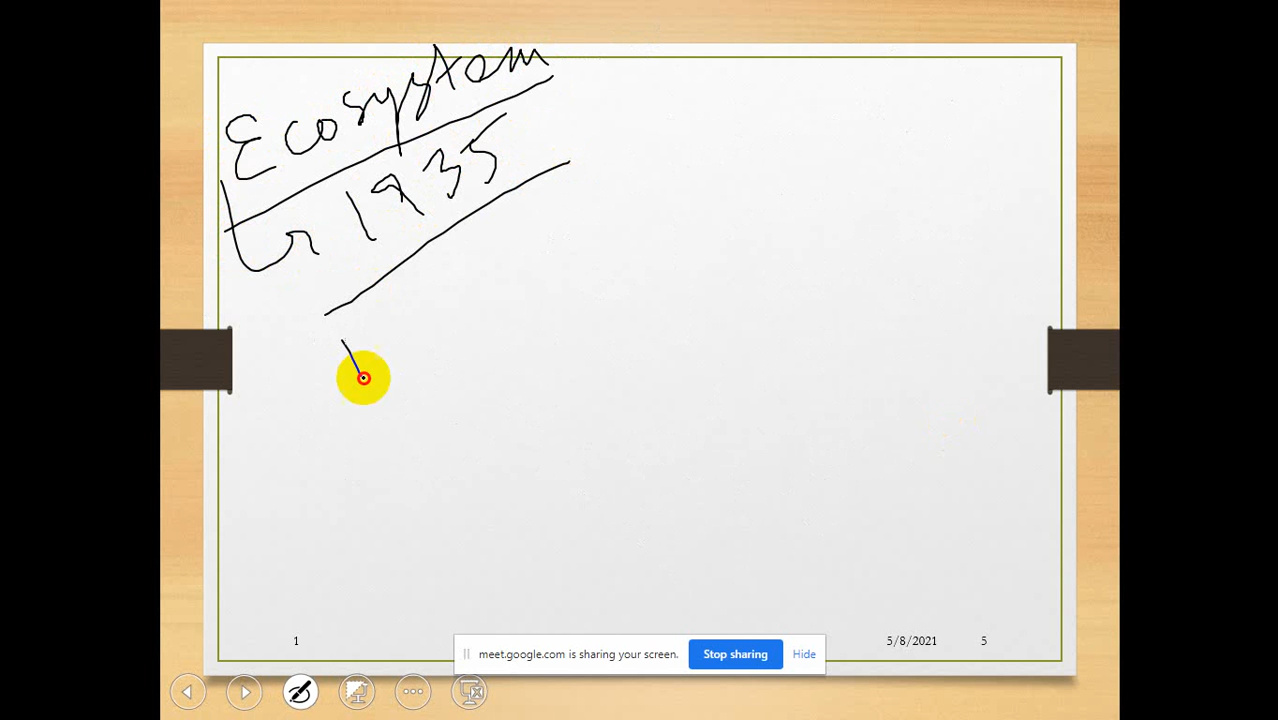 Ecosystem
1935
1
5/8/2021
5
meet.google.com is sharing your screen.
Stop sharing
Hide